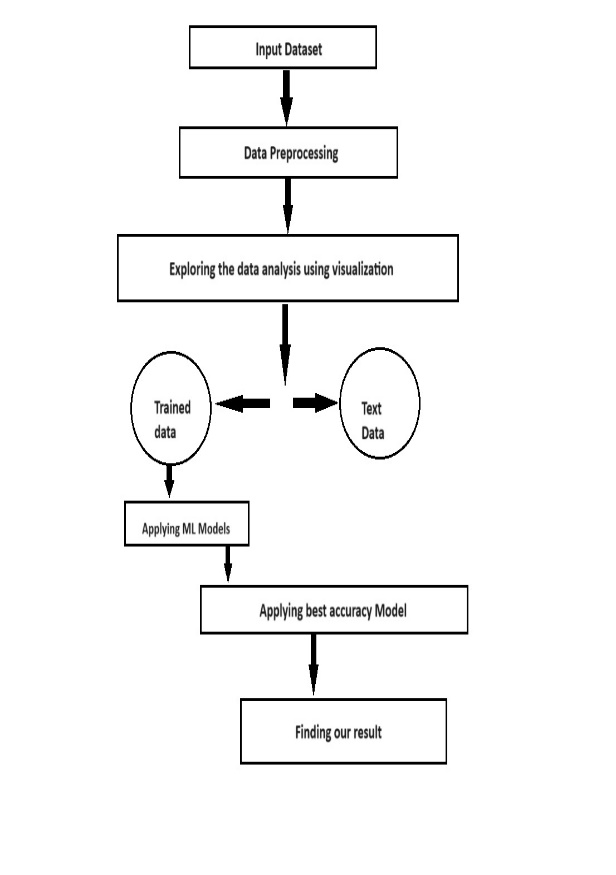 Input Dataset
Data Preprocessing
Exploring the data analysis using visualization
Trained
data
Text
Data
Applying ML Models
Applying best accuracy Model
Finding our result